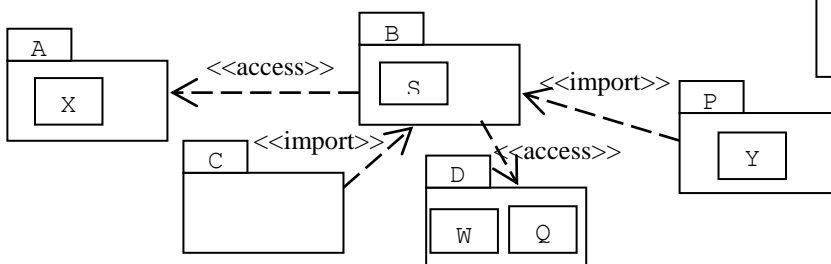 A
X
<<access>>
B
S
<<import>>
P
Y
<<import>>
C
<<access>>
D
W
Q